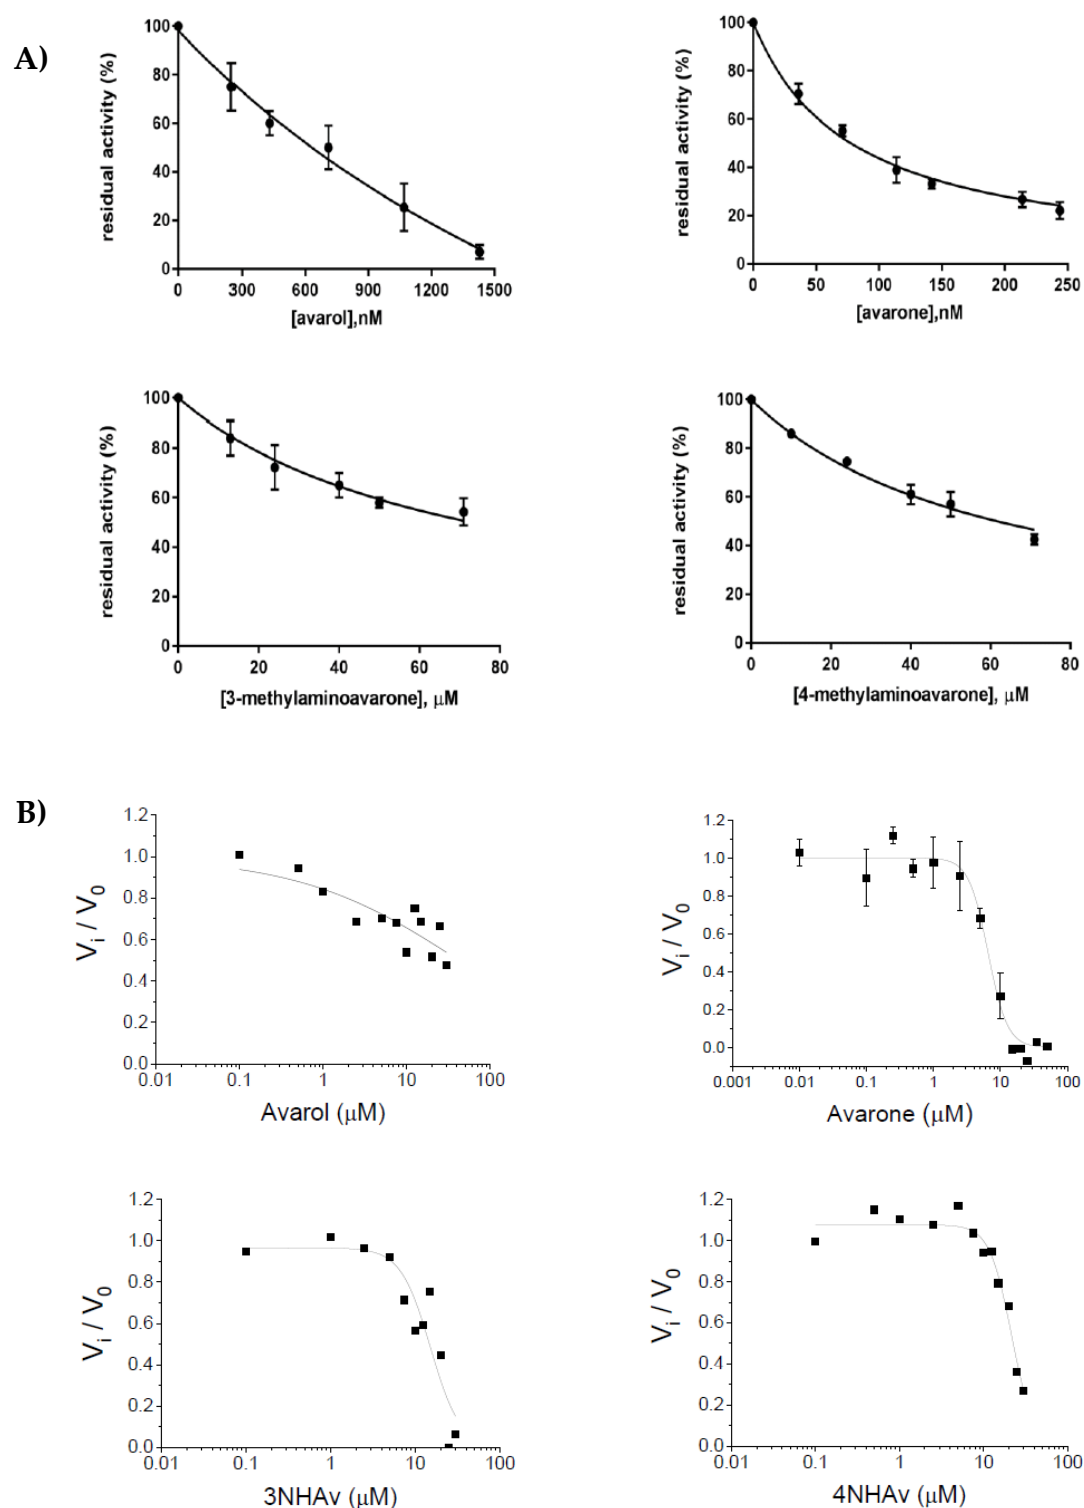 A)
residual activity (%)
100
80
60
40
20
0
0 300 600 900 1200 1500
[avarol],nM
residual activity (%)
100
80
60
40
20
0
0 50 100 150 200 250
[avarone],nM
residual activity (%)
100
80
60
40
20
0
0 20 40 60 80
[3-methylaminoavarone], μM
residual activity (%)
100
80
60
40
20
0
0 20 40 60 80
[4-methylaminoavarone], μM
B)
Vi / V0
1.2
1.0
0.8
0.6
0.4
0.2
0.0
0.01 0.1 1 10 100
Avarol (μM)
Vi / V0
1.2
1.0
0.8
0.6
0.4
0.2
0.0
0.001 0.01 0.1 1 10 100
Avarone (μM)
Vi / V0
1.2
1.0
0.8
0.6
0.4
0.2
0.0
0.01 0.1 1 10 100
3NHAv (μM)
Vi / V0
1.2
1.0
0.8
0.6
0.4
0.2
0.0
0.01 0.1 1 10 100
4NHAv (μM)